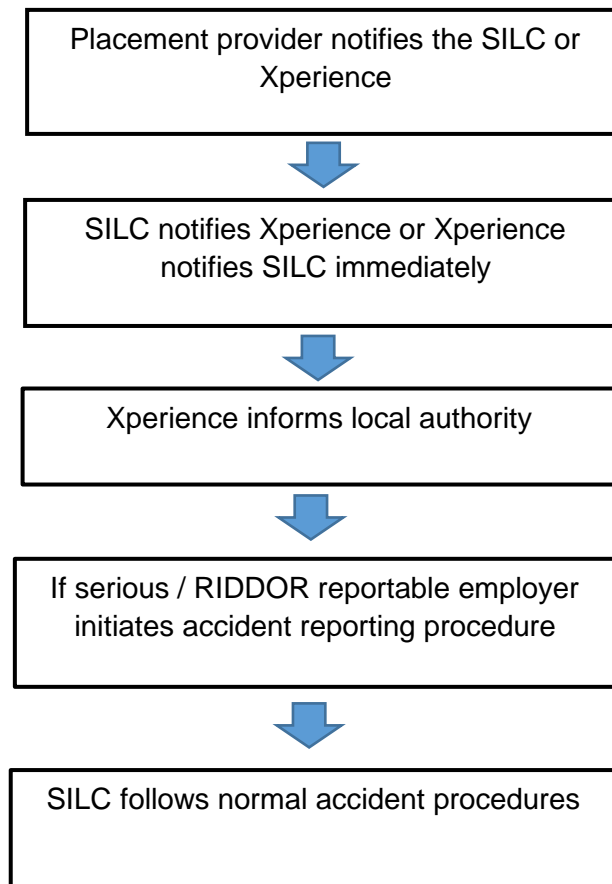 Placement provider notifies the SILC or
Xperience
SILC notifies Xperience or Xperience
notifies SILC immediately
Xperience informs local authority
If serious / RIDDOR reportable employer
initiates accident reporting procedure
SILC follows normal accident procedures